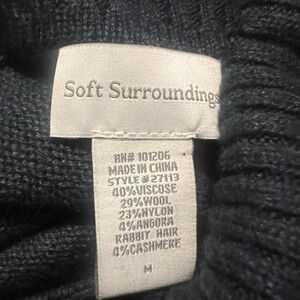 Soft Surroundings
RN# 101206
MADE IN CHINA
STYLE #27113
40%VISCOSE
29%WOOL
23%NYLON
4%ANGORA
RABBIT HAIR
4%CASHMERE
M